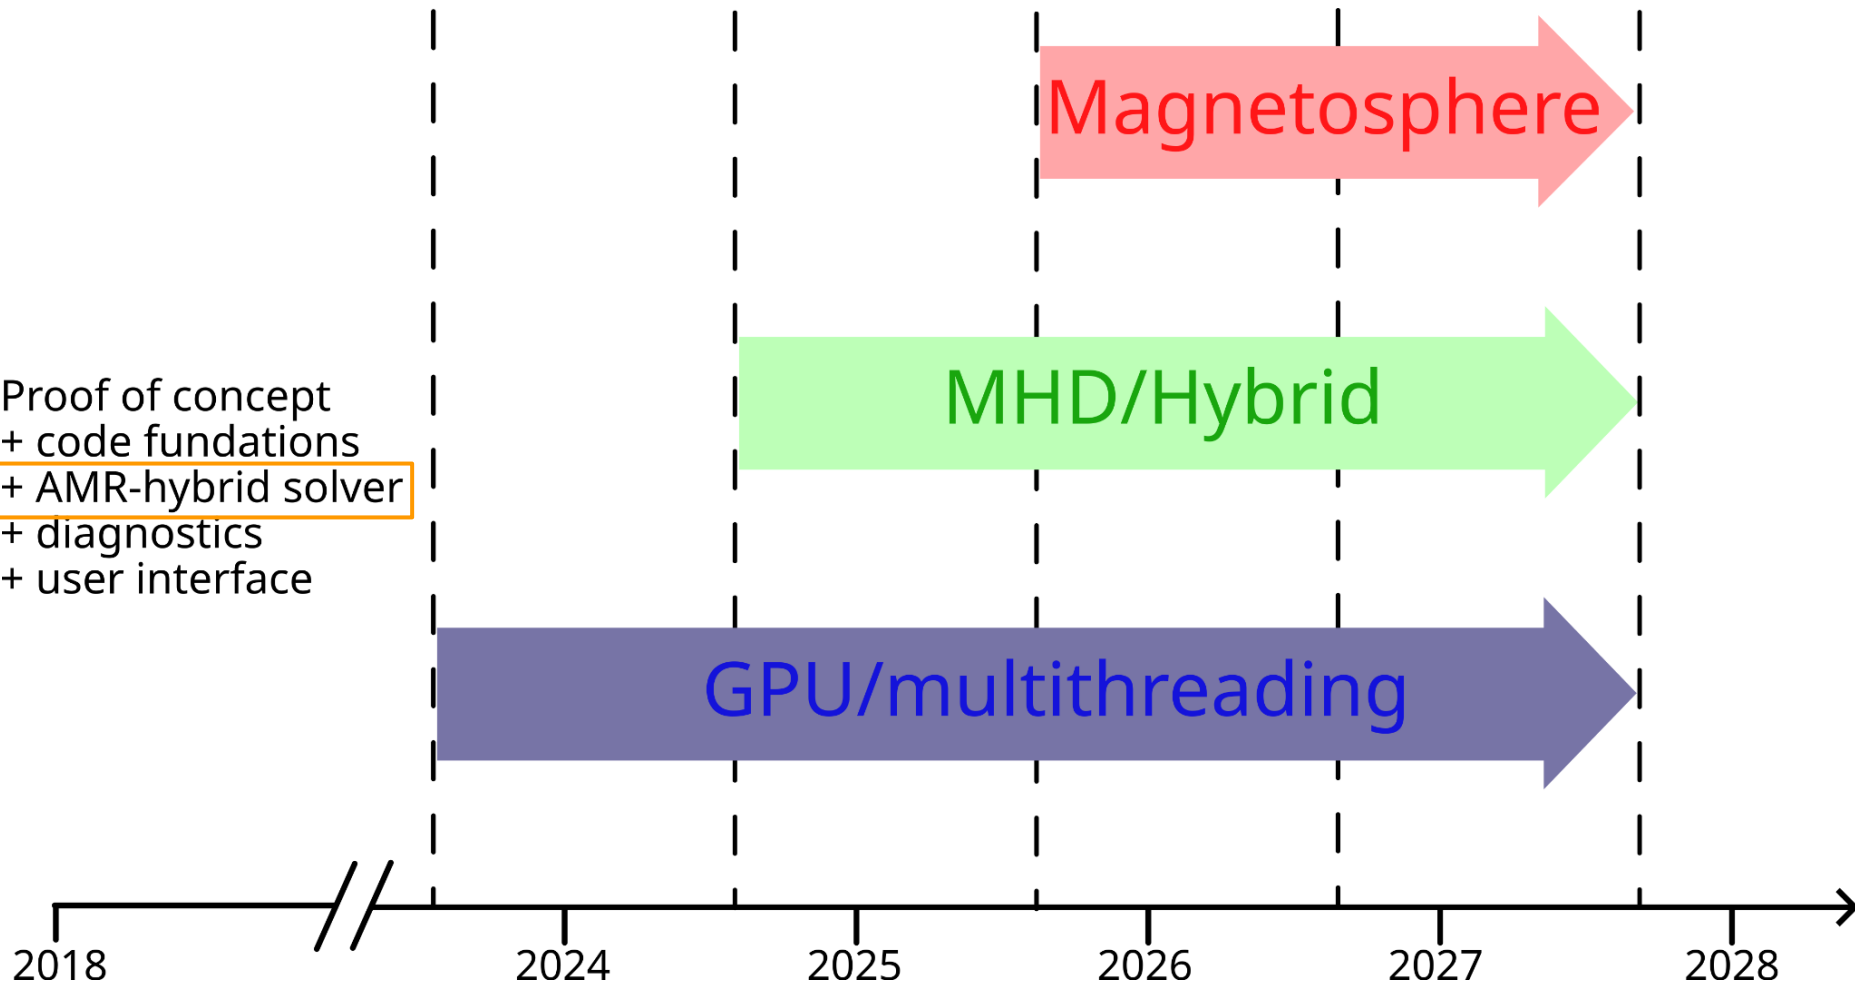 Magnetosphere
MHD/Hybrid
Proof of concept
+ code fundations
+ AMR-hybrid solver
+ diagnostics
+ user interface
GPU/multithreading
2018
2024
2025
2026
2027
2028